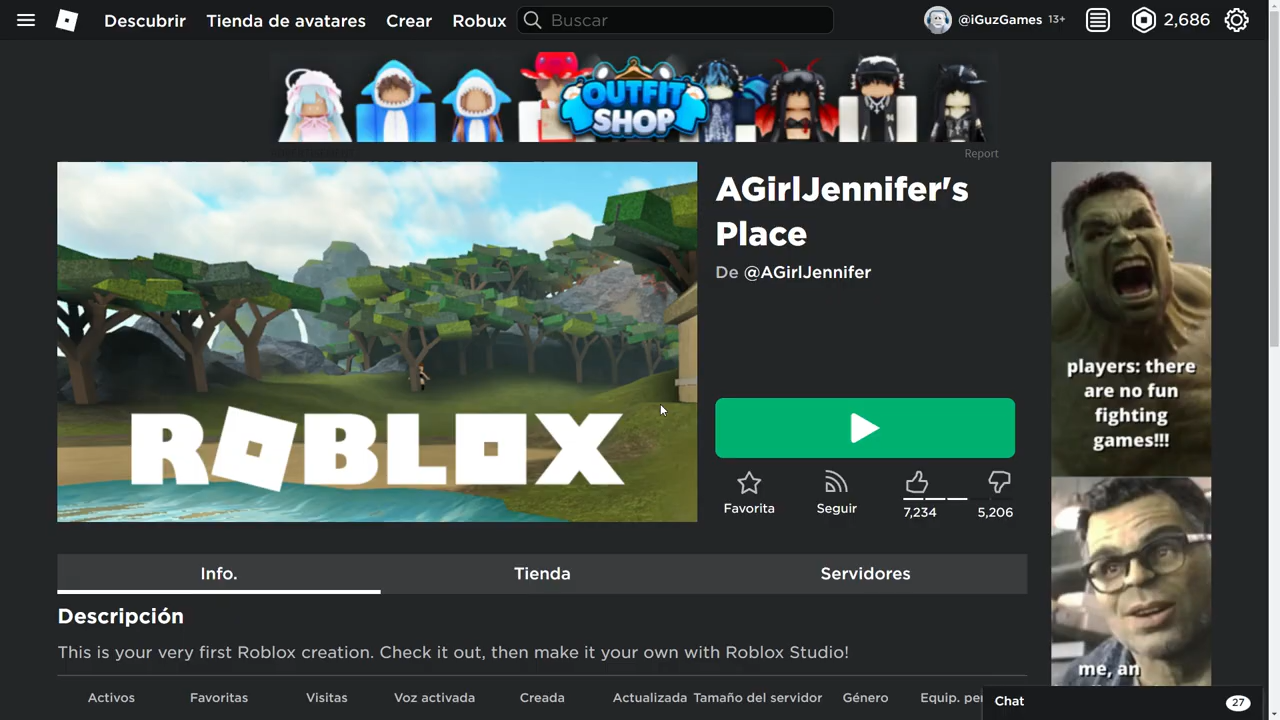 Descubrir Tienda de avatares Crear Robux Buscar @iGuzGames 13+ 2,686
OUTFIT
SHOP
Report
AGirlJennifer's
Place
De @AGirlJennifer
ROBLOX
Favorita Seguir 7,234 5,206
players: there
are no fun
fighting
games!!!
me, an
Info. Tienda Servidores
Descripción
This is your very first Roblox creation. Check it out, then make it your own with Roblox Studio!
Activos Favoritas Visitas Voz activada Creada Actualizada Tamaño del servidor Género Equip. pe
Chat 27